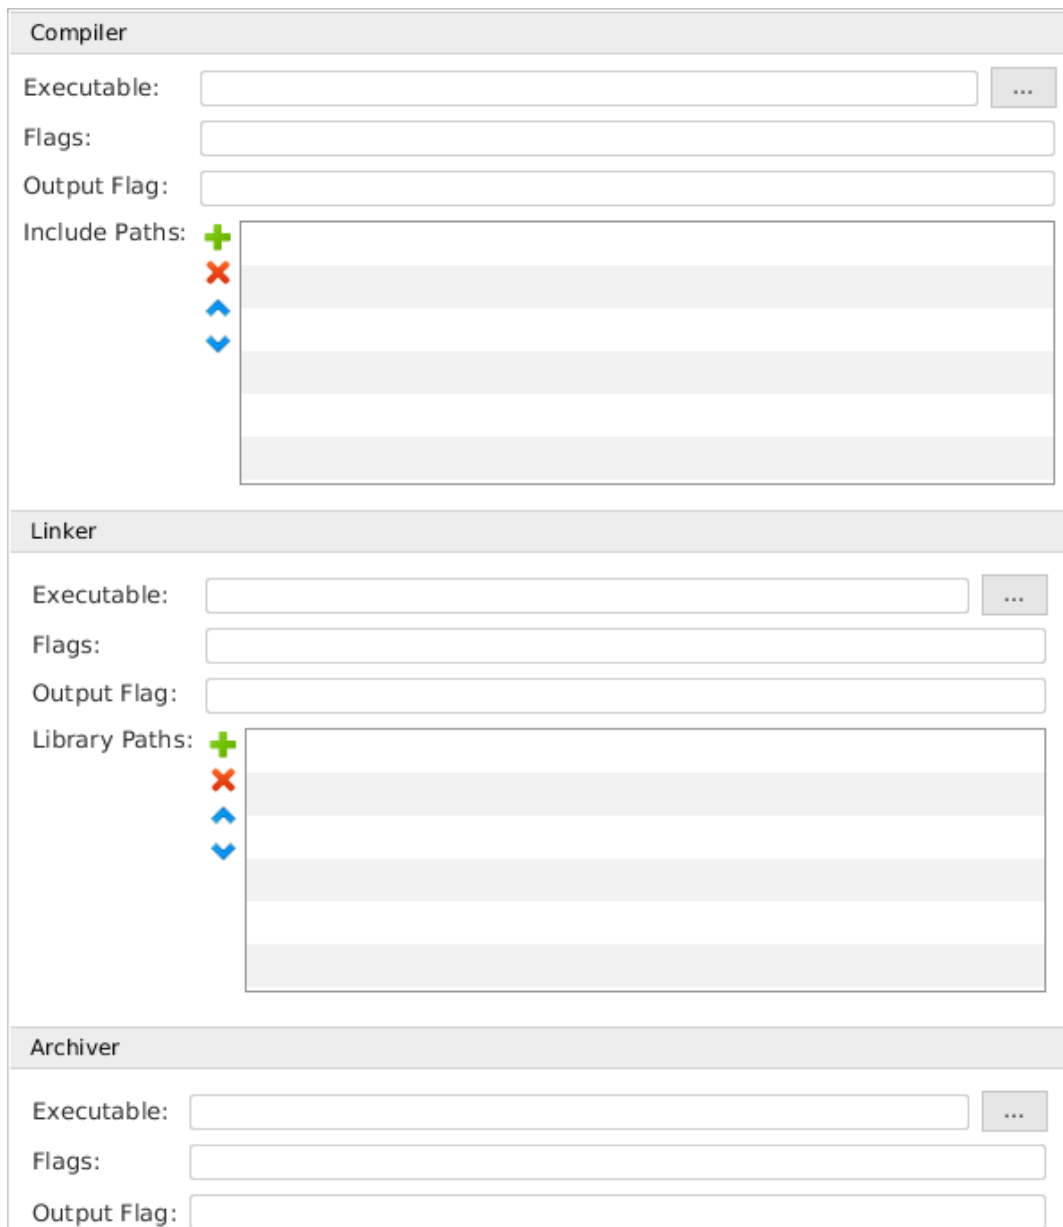 Compiler
Executable: ...
Flags:
Output Flag:
Include Paths:
Linker
Executable: ...
Flags:
Output Flag:
Library Paths:
Archiver
Executable: ...
Flags:
Output Flag: